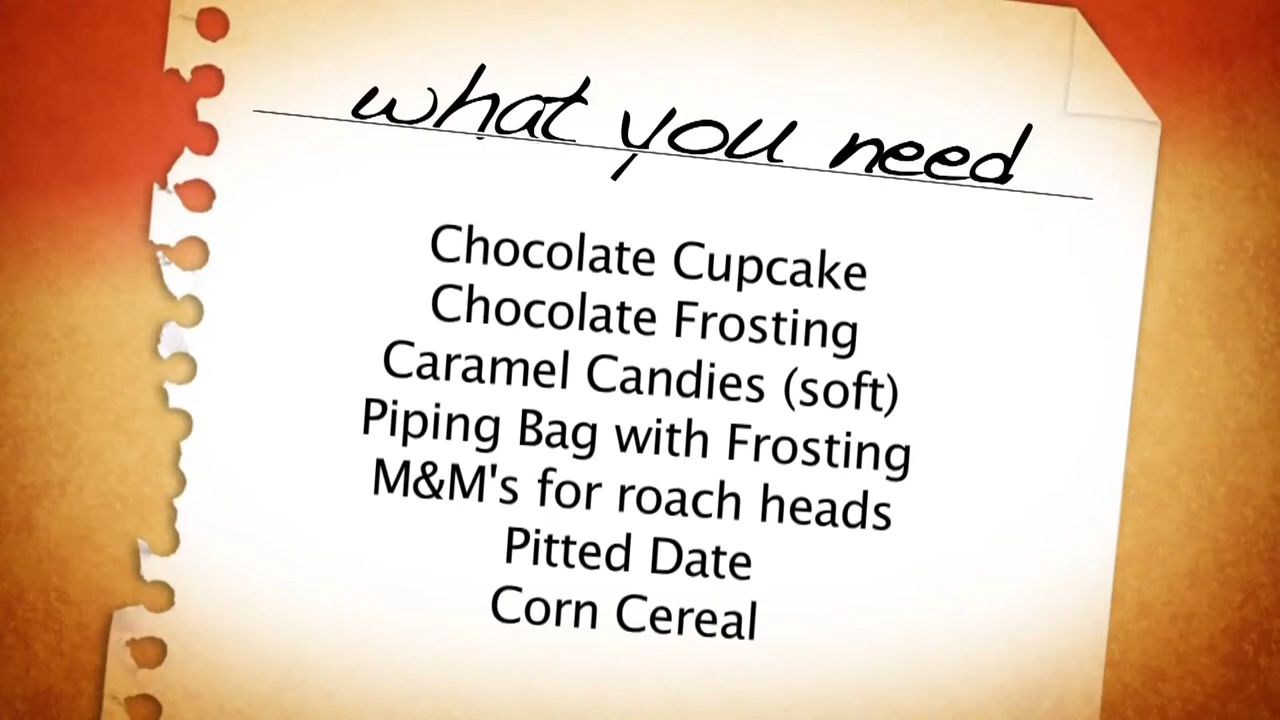 what you need
Chocolate Cupcake
Chocolate Frosting
Caramel Candies (soft)
Piping Bag with Frosting
M&M's for roach heads
Pitted Date
Corn Cereal